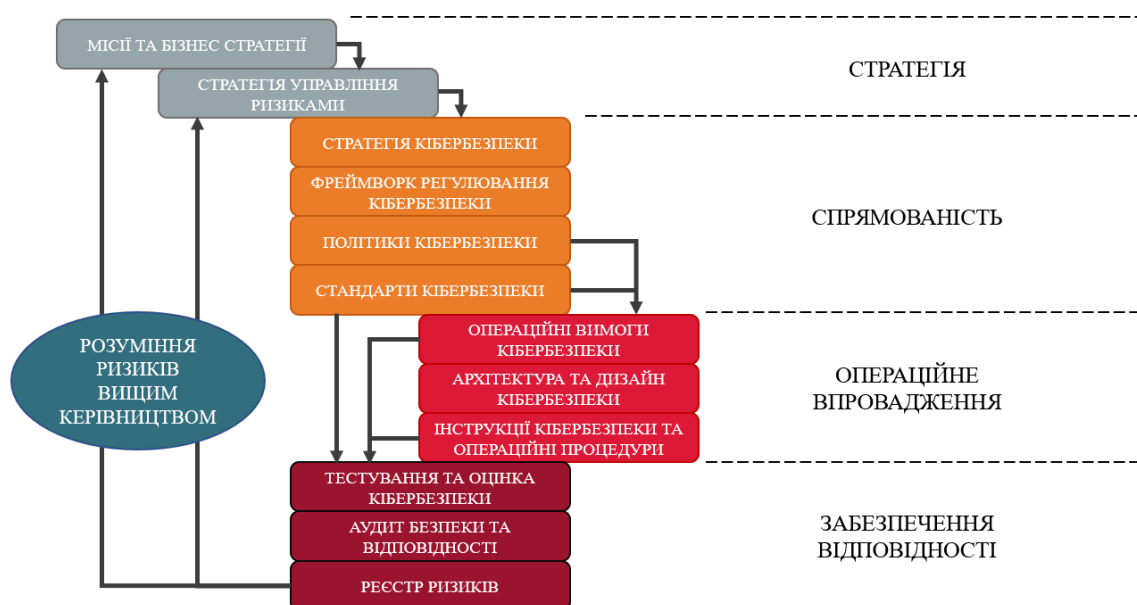 МІСІЇ ТА БІЗНЕС СТРАТЕГІЇ
СТРАТЕГІЯ УПРАВЛІННЯ
РИЗИКАМИ
СТРАТЕГІЯ
СТРАТЕГІЯ КІБЕРБЕЗПЕКИ
ФРЕЙМВОРК РЕГУЛЮВАННЯ
КІБЕРБЕЗПЕКИ
ПОЛІТИКИ КІБЕРБЕЗПЕКИ
СТАНДАРТИ КІБЕРБЕЗПЕКИ
СПРЯМОВАНІСТЬ
РОЗУМІННЯ
РИЗИКІВ
ВИЩИМ
КЕРІВНИЦТВОМ
ОПЕРАЦІЙНІ ВИМОГИ
КІБЕРБЕЗПЕКИ
АРХІТЕКТУРА ТА ДИЗАЙН
КІБЕРБЕЗПЕКИ
ІНСТРУКЦІЇ КІБЕРБЕЗПЕКИ ТА
ОПЕРАЦІЙНІ ПРОЦЕДУРИ
ОПЕРАЦІЙНЕ
ВПРОВАДЖЕННЯ
ТЕСТУВАННЯ ТА ОЦІНКА
КІБЕРБЕЗПЕКИ
АУДИТ БЕЗПЕКИ ТА
ВІДПОВІДНОСТІ
РЕЄСТР РИЗИКІВ
ЗАБЕЗПЕЧЕННЯ
ВІДПОВІДНОСТІ